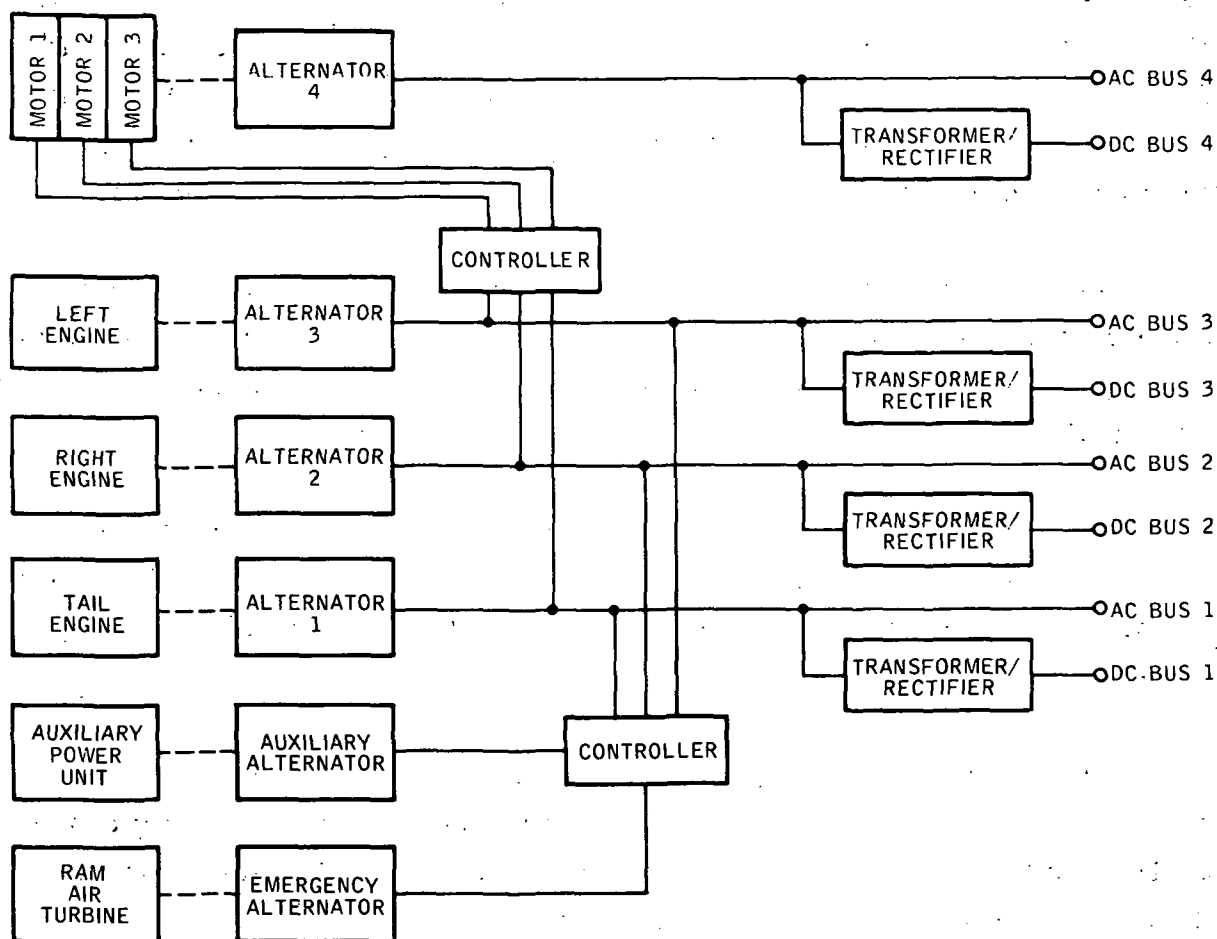 MOTOR 1
MOTOR 2
MOTOR 3
ALTERNATOR
4
AC BUS 4
TRANSFORMER/
RECTIFIER
DC BUS 4
CONTROLLER
LEFT
ENGINE
ALTERNATOR
3
AC BUS 3
TRANSFORMER/
RECTIFIER
DC BUS 3
RIGHT
ENGINE
ALTERNATOR
2
AC BUS 2
TRANSFORMER/
RECTIFIER
DC BUS 2
TAIL
ENGINE
ALTERNATOR
1
AC BUS 1
TRANSFORMER/
RECTIFIER
DC BUS 1
AUXILIARY
POWER
UNIT
AUXILIARY
ALTERNATOR
CONTROLLER
RAM
AIR
TURBINE
EMERGENCY
ALTERNATOR